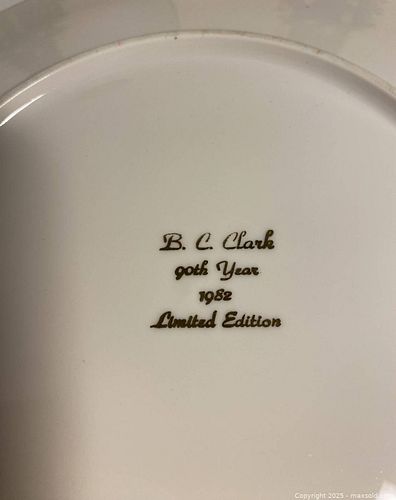 B. C. Clark
90th Year
1982
Limited Edition
Copyright 2025 - maxsold.com